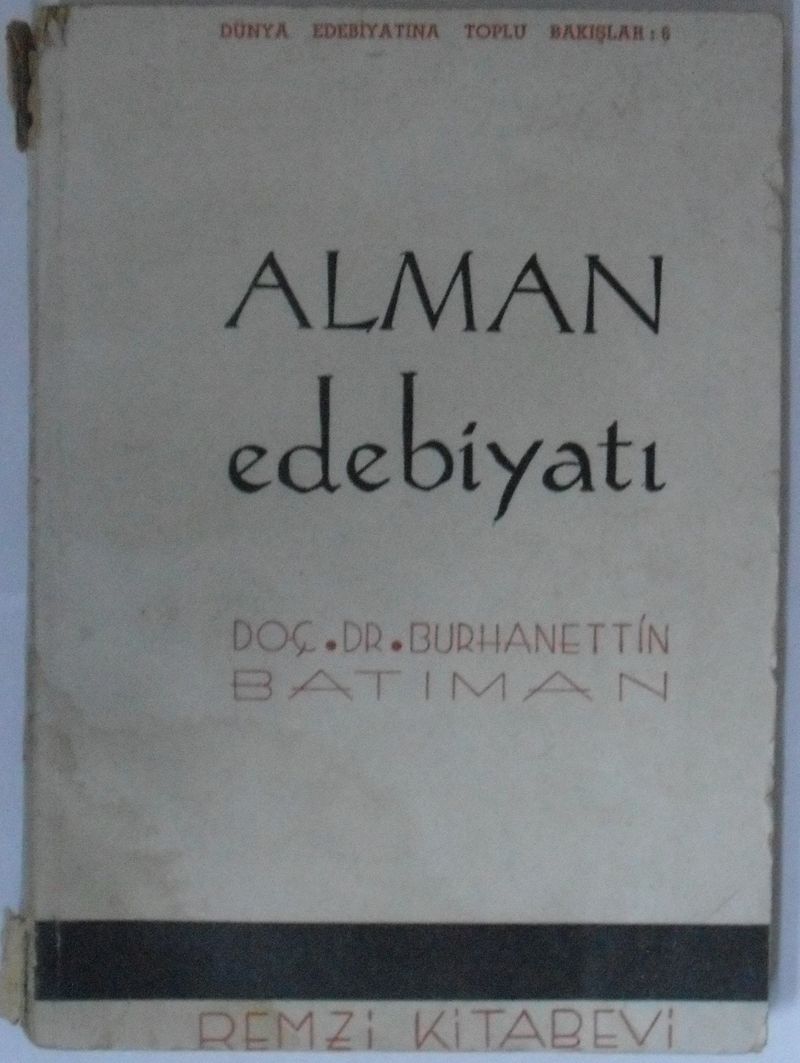 DÜNYA EDEBİYATINA TOPLU BAKIŞLAR : 6
ALMAN
edebiyatı
DOÇ. DR. BURHANETTİN
BATIMAN
REMZİ KİTABEVİ